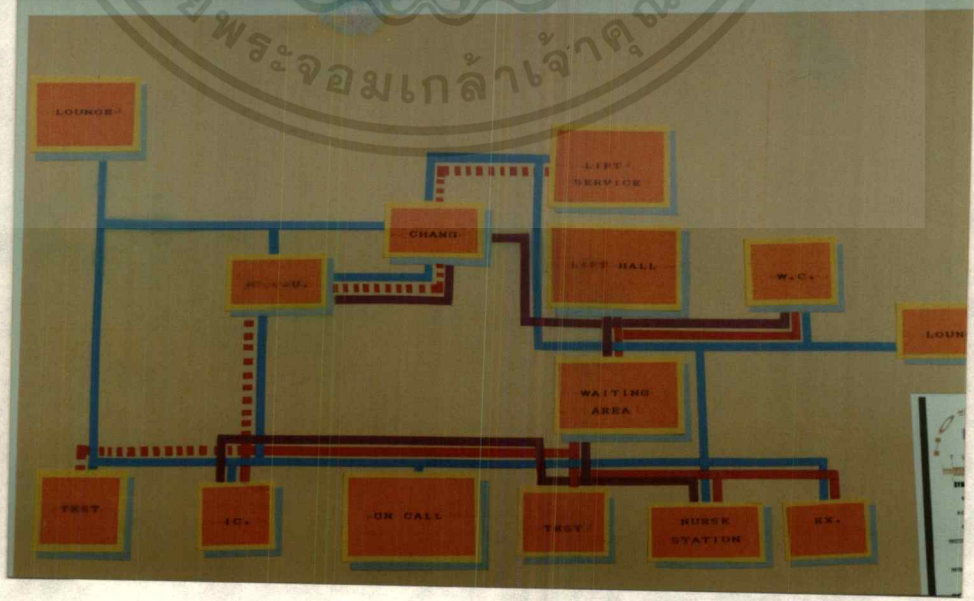 พระจอมเกล้าเจ้าคุณ
LOUNGE
LIFT
SERVICE
CHANG
LIFT HALL
W.C.
LOUN
WAITING
AREA
TEST
IC.
ON CALL
TEST
NURSE
STATION
EX.